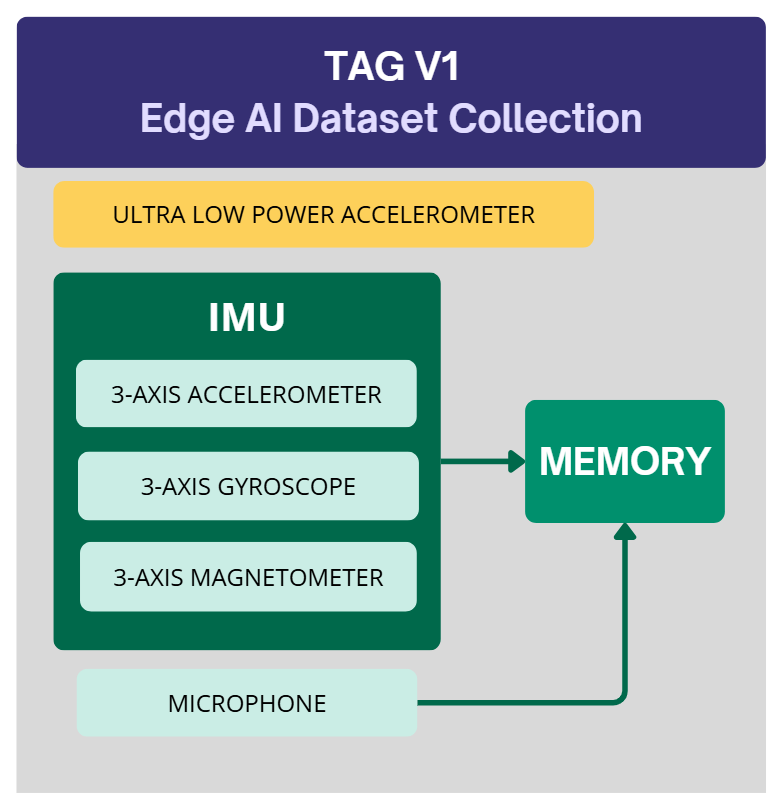 TAG V1
Edge AI Dataset Collection
ULTRA LOW POWER ACCELEROMETER
IMU
3-AXIS ACCELEROMETER
3-AXIS GYROSCOPE
3-AXIS MAGNETOMETER
MEMORY
MICROPHONE